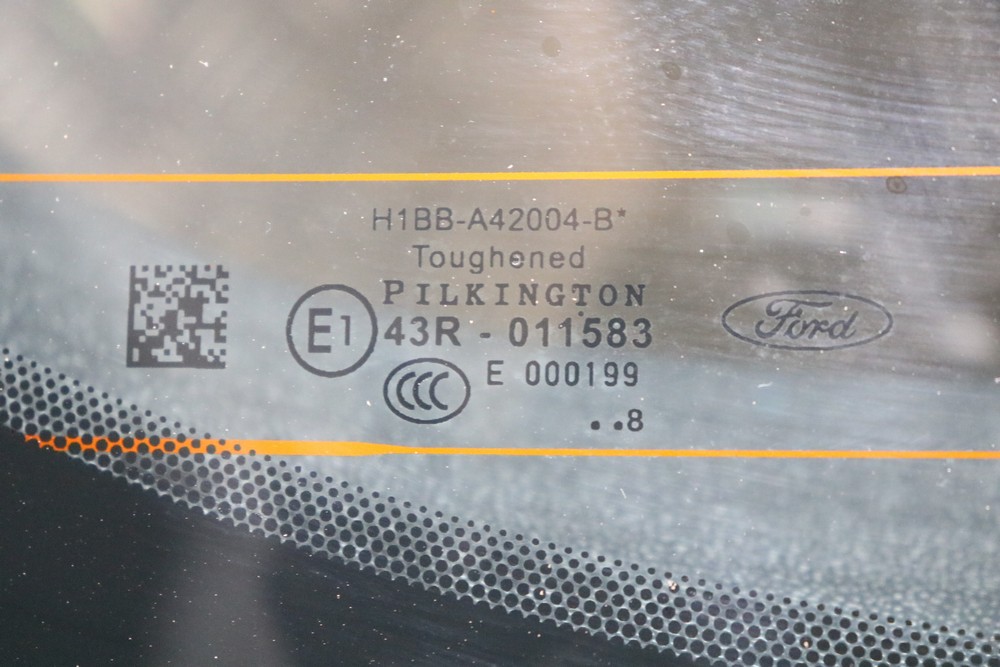 H1BB-A42004-B*
Toughened
PILKINGTON
E1 43R - 011583
CCC E 000199
..8
Ford